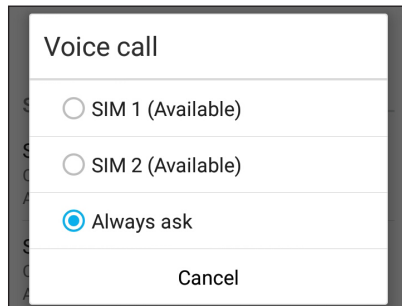 Voice call
SIM 1 (Available)
SIM 2 (Available)
Always ask
Cancel